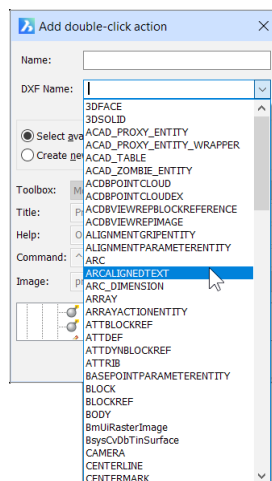 Add double-click action
Name:
DXF Name:
3DFACE
3DSOLID
ACAD_PROXY_ENTITY
Select ava
ACAD_PROXY_ENTITY_WRAPPER
Create new
ACAD_TABLE
ACAD_ZOMBIE_ENTITY
ACDBPOINTCLOUD
ACDBPOINTCLOUDEX
Toolbox:
ACDBVIEWREPBLOCKREFERENCE
ACDBVIEWREPIMAGE
Title:
ALIGNMENTGRIPENTITY
Help:
ALIGNMENTPARAMETERENTITY
Command:
ARC
ARCALIGNEDTEXT
Image:
ARC_DIMENSION
ARRAY
ARRAYACTIONENTITY
ATTBLOCKREF
ATTDEF
ATTDYNBLOCKREF
ATTRIB
BASEPOINTPARAMETERENTITY
BLOCK
BLOCKREF
BODY
BmUiRasterImage
BsysCvDbTinSurface
CAMERA
CENTERLINE
CENTERMARK